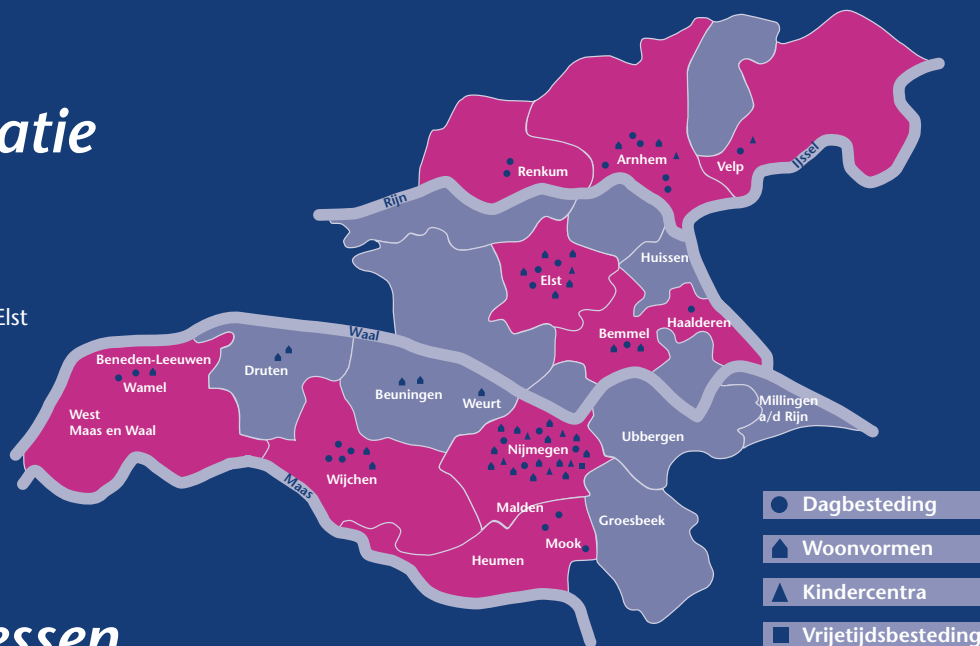 atie
Elst
essen
Renkum
Arnhem
Velp
IJssel
Rijn
Huissen
Elst
Haalderen
Bemmel
Waal
Beneden-Leeuwen
Wamel
Druten
West
Maas en Waal
Beuningen
Weurt
Millingen
a/d Rijn
Ubbergen
Nijmegen
Wijchen
Maas
Malden
Groesbeek
Mook
Heumen
Dagbesteding
Woonvormen
Kindercentra
Vrijetijdsbesteding